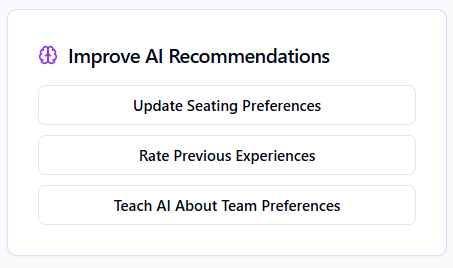 Improve AI Recommendations
Update Seating Preferences
Rate Previous Experiences
Teach AI About Team Preferences